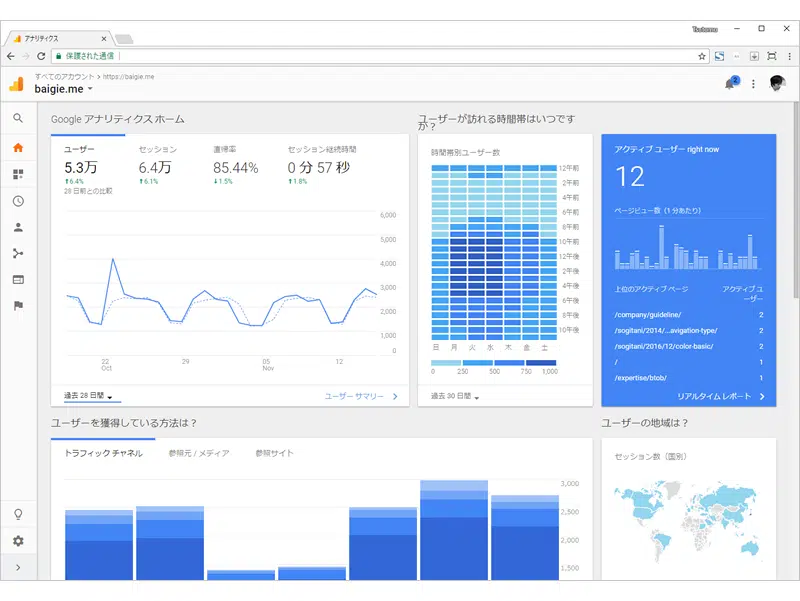 Tsutomu
アナリティクス
保護された通信
すべてのアカウント > https://baigie.me
baigie.me
2
Google アナリティクス ホーム
ユーザー
セッション
直帰率
セッション継続時間
5.3万
6.4万
85.44%
0 分 57 秒
6.4%
6.1%
1.5%
1.8%
28 日前との比較
6,000
5,000
4,000
3,000
2,000
1,000
0
22
Oct
29
05
Nov
12
過去 28 日間
ユーザー サマリー
ユーザーが訪れる時間帯はいつです
か？
時間帯別ユーザー数
12午前
2午前
4午前
6午前
8午前
10午前
12午後
2午後
4午後
6午後
8午後
10午後
日 月 火 水 木 金 土
0 250 500 750 1,000
過去 30 日間
アクティブ ユーザー right now
12
ページビュー数（1 分あたり）
上位のアクティブ ページ
アクティブ ユ
ーザー
/company/guideline/ 2
/sogitani/2014/...avigation-type/ 2
/sogitani/2016/12/color-basic/ 2
/ 1
/expertise/btob/ 1
リアルタイム レポート
ユーザーを獲得している方法は？
トラフィック チャネル
参照元 / メディア
参照サイト
3,000
2,500
2,000
1,500
ユーザーの地域は？
セッション数（国別）